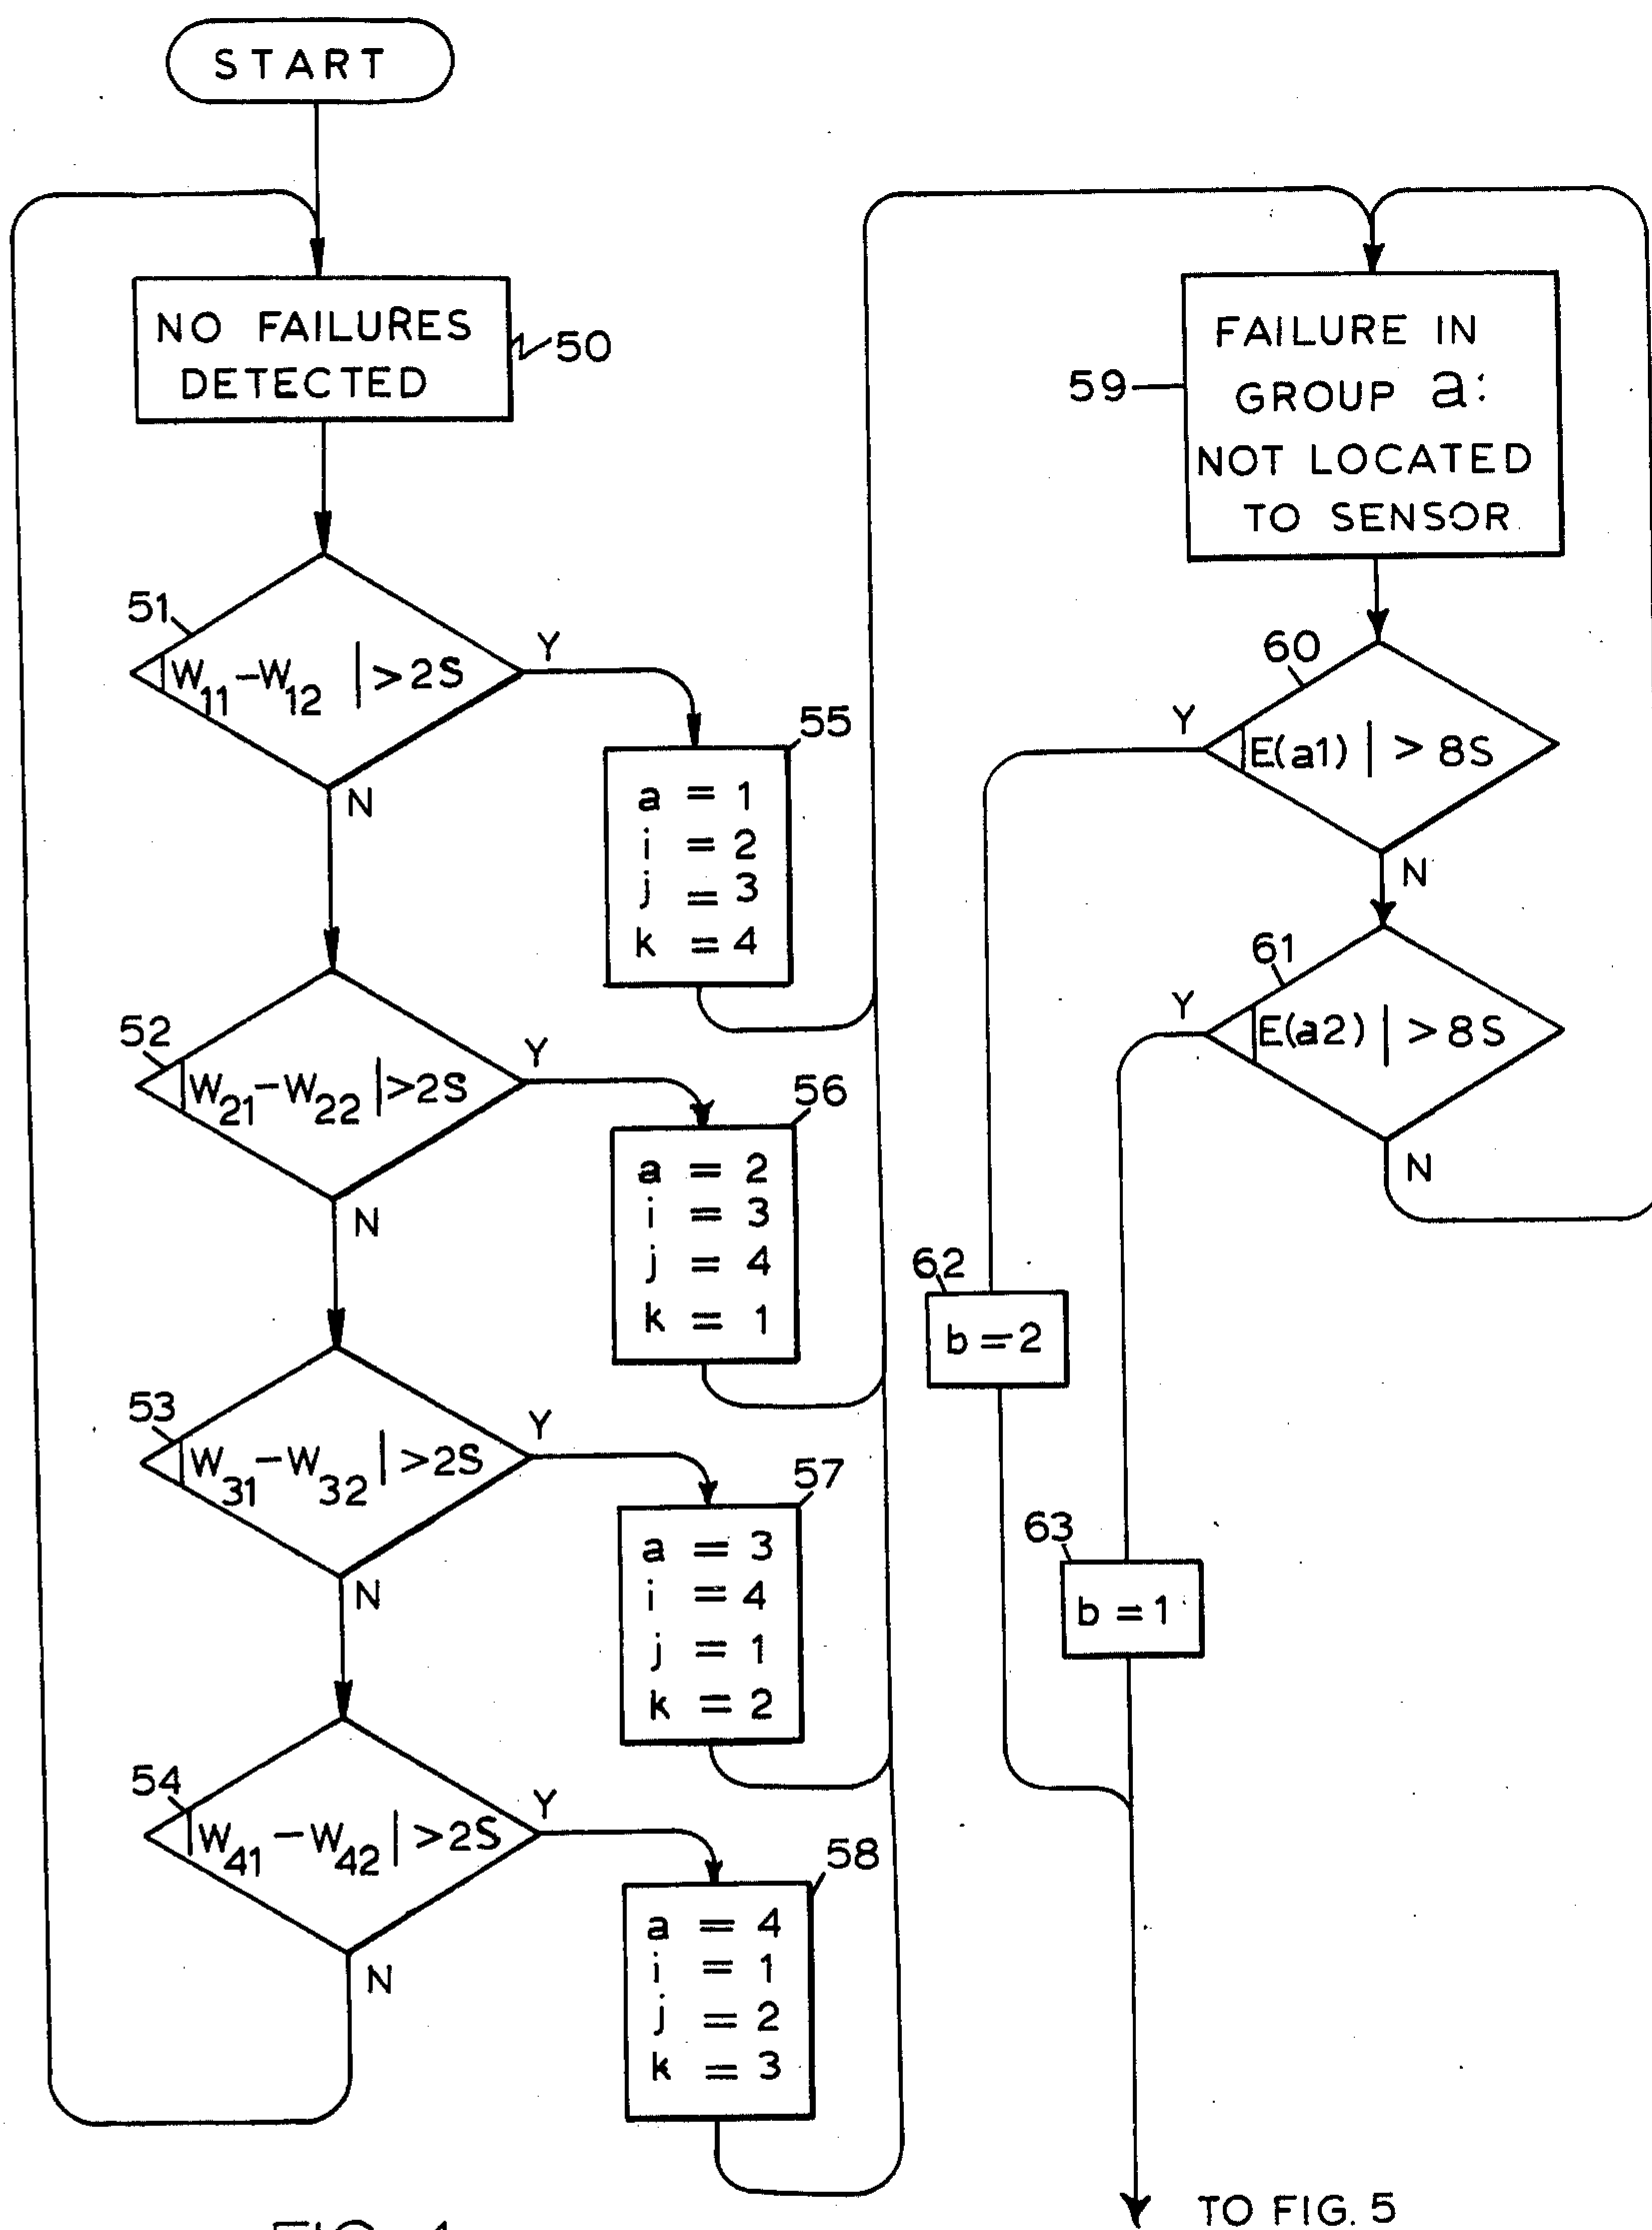 START
NO FAILURES
DETECTED
50
51
|W11-W12|>2S
Y
N
55
a = 1
i = 2
j = 3
k = 4
52
|W21-W22|>2S
Y
N
56
a = 2
i = 3
j = 4
k = 1
53
|W31-W32|>2S
Y
N
57
a = 3
i = 4
j = 1
k = 2
54
|W41-W42|>2S
Y
N
58
a = 4
i = 1
j = 2
k = 3
59
FAILURE IN
GROUP a:
NOT LOCATED
TO SENSOR
60
Y
|E(a1)| > 8S
N
61
Y
|E(a2)| > 8S
N
62
b=2
63
b=1
TO FIG. 5